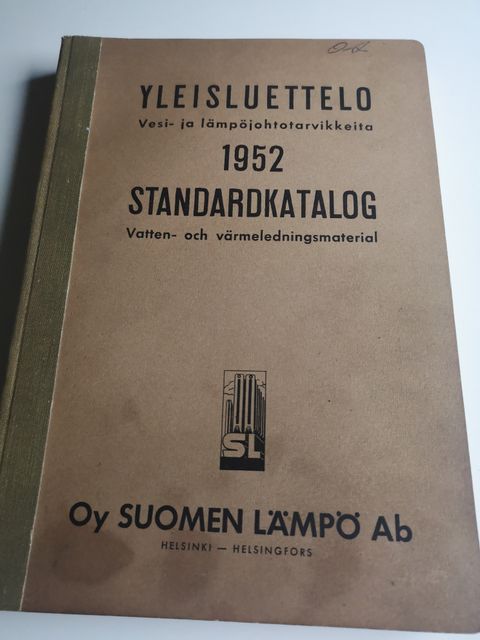 YLEISLUETTELO
Vesi- ja lämpöjohtotarvikkeita
1952
STANDARDKATALOG
Vatten- och värmeledningsmaterial
SL
Oy SUOMEN LÄMPÖ Ab
HELSINKI — HELSINGFORS